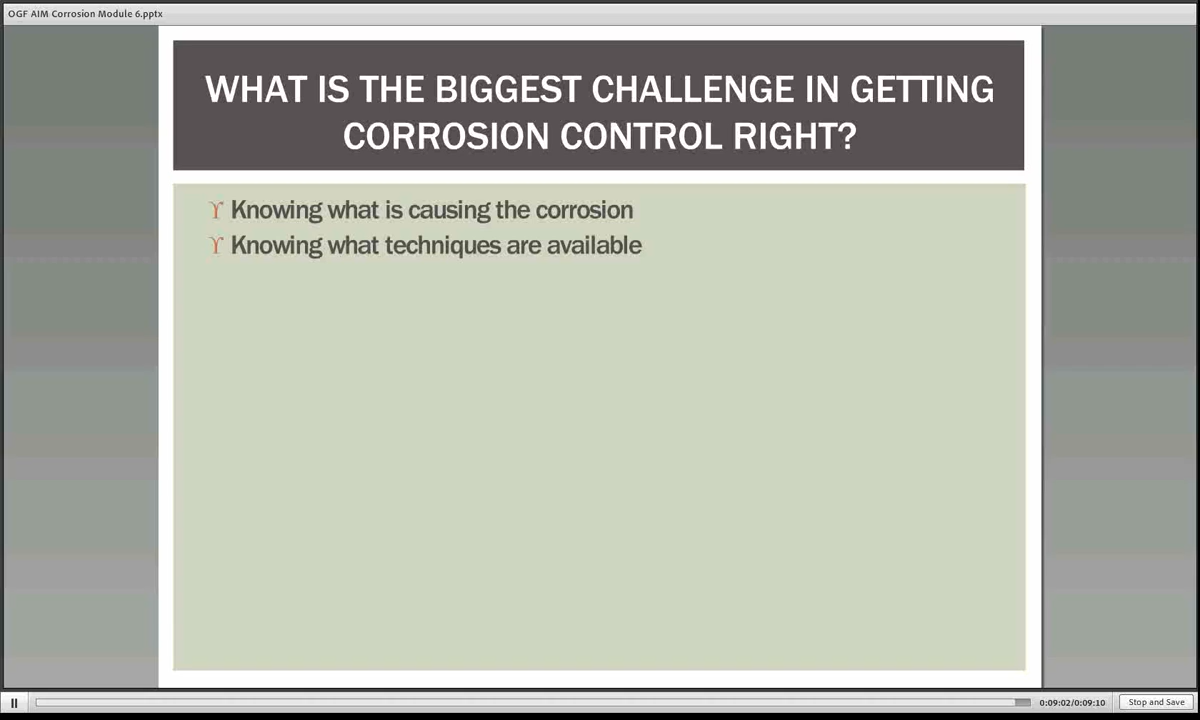 OGF AIM Corrosion Module 6.pptx
WHAT IS THE BIGGEST CHALLENGE IN GETTING
CORROSION CONTROL RIGHT?
Knowing what is causing the corrosion
Knowing what techniques are available
0:09:02/0:09:10
Stop and Save